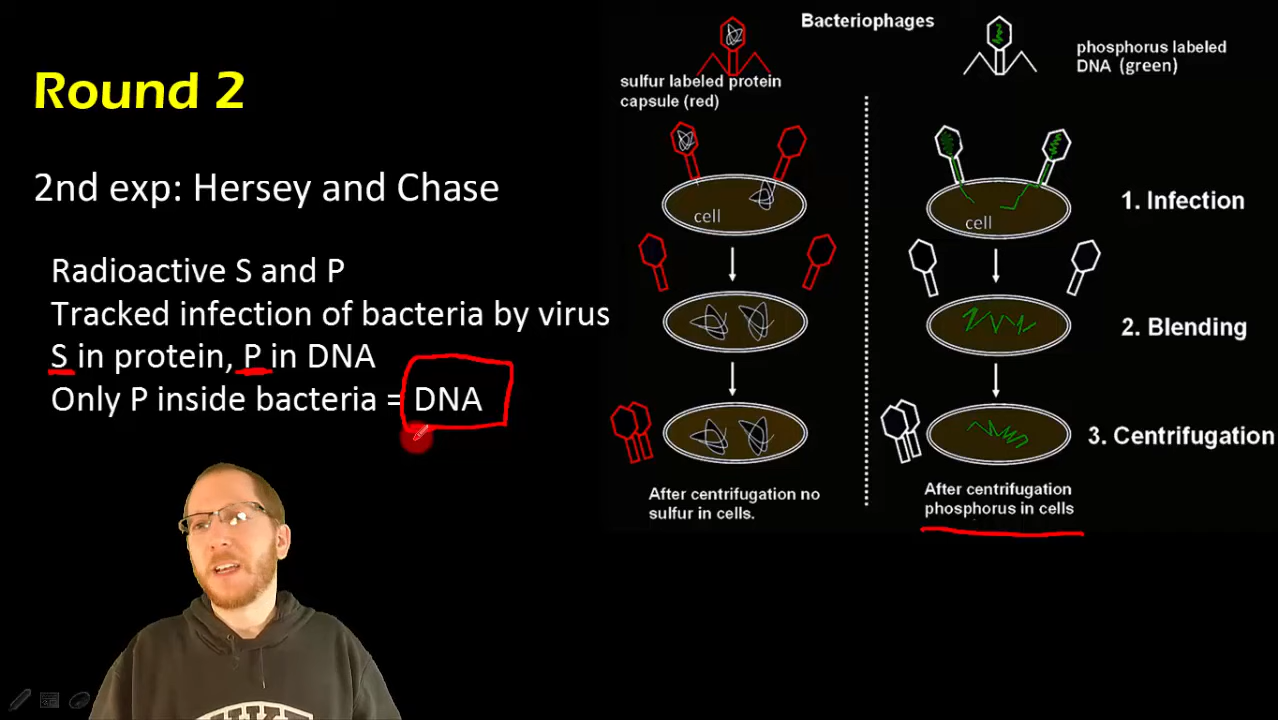 Round 2
2nd exp: Hersey and Chase
Radioactive S and P
Tracked infection of bacteria by virus
S in protein, P in DNA
Only P inside bacteria = DNA
Bacteriophages
sulfur labeled protein
capsule (red)
phosphorus labeled
DNA (green)
cell
cell
1. Infection
2. Blending
3. Centrifugation
After centrifugation no
sulfur in cells.
After centrifugation
phosphorus in cells